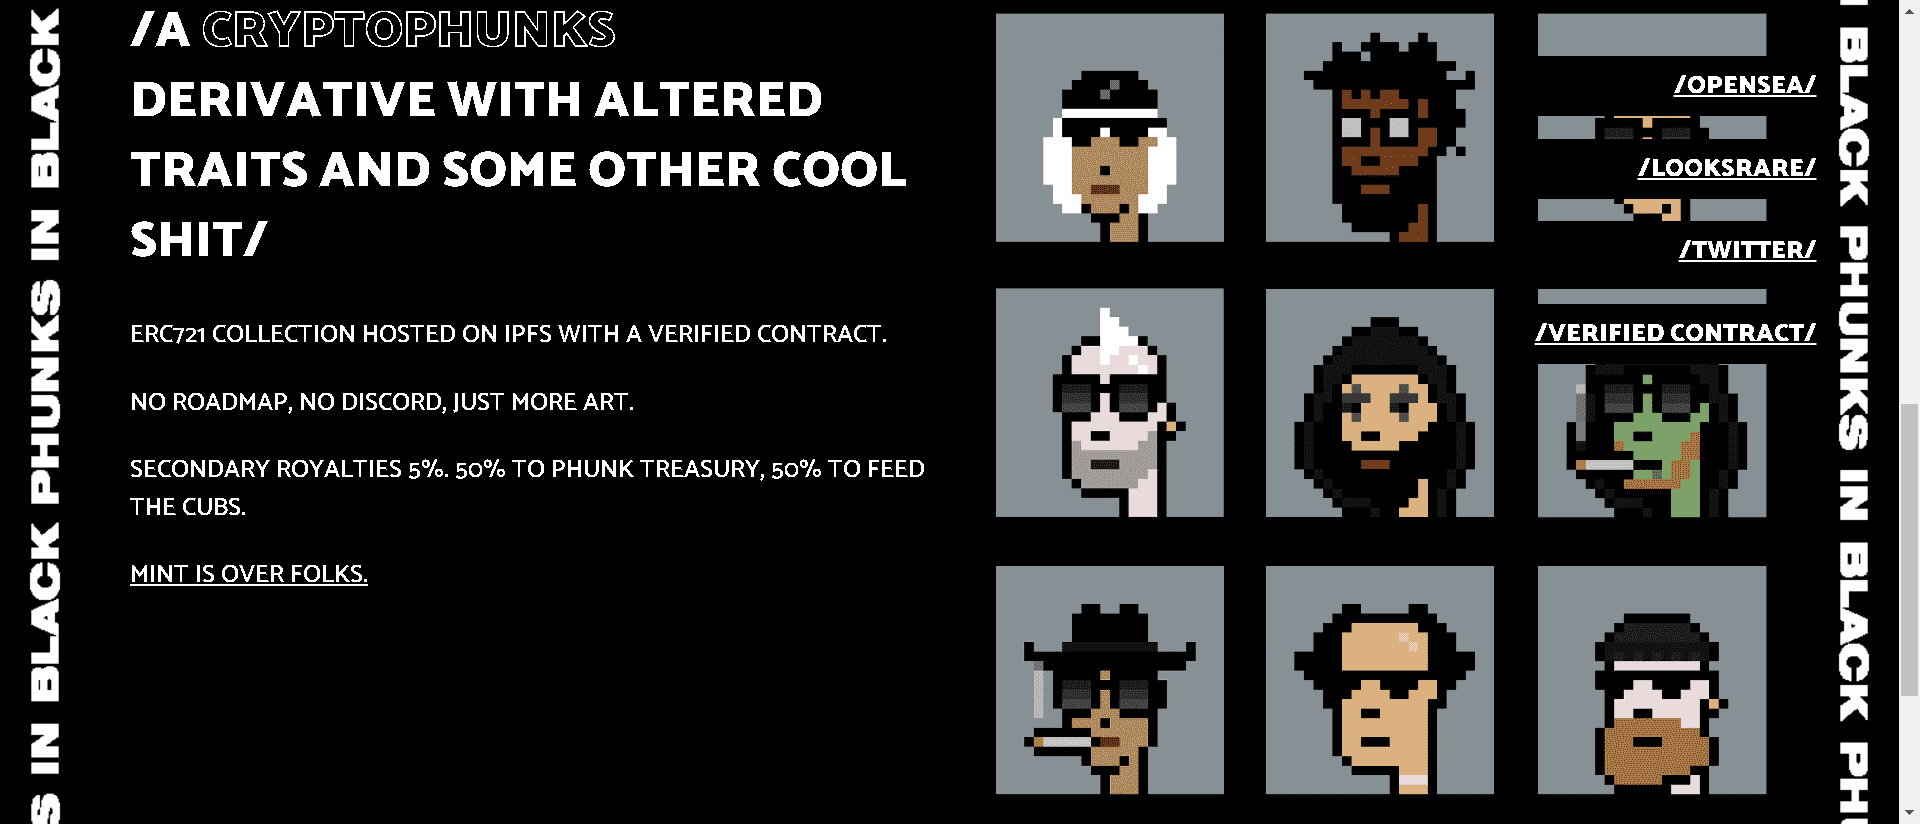 /A CRYPTOPHUNKS
DERIVATIVE WITH ALTERED
TRAITS AND SOME OTHER COOL
SHIT/
ERC721 COLLECTION HOSTED ON IPFS WITH A VERIFIED CONTRACT.
NO ROADMAP, NO DISCORD, JUST MORE ART.
SECONDARY ROYALTIES 5%. 50% TO PHUNK TREASURY, 50% TO FEED
THE CUBS.
MINT IS OVER FOLKS.
/OPENSEA/
/LOOKSRARE/
/TWITTER/
/VERIFIED CONTRACT/
S IN BLACK PHUNKS IN BLACK
BLACK PHUNKS IN BLACK PH